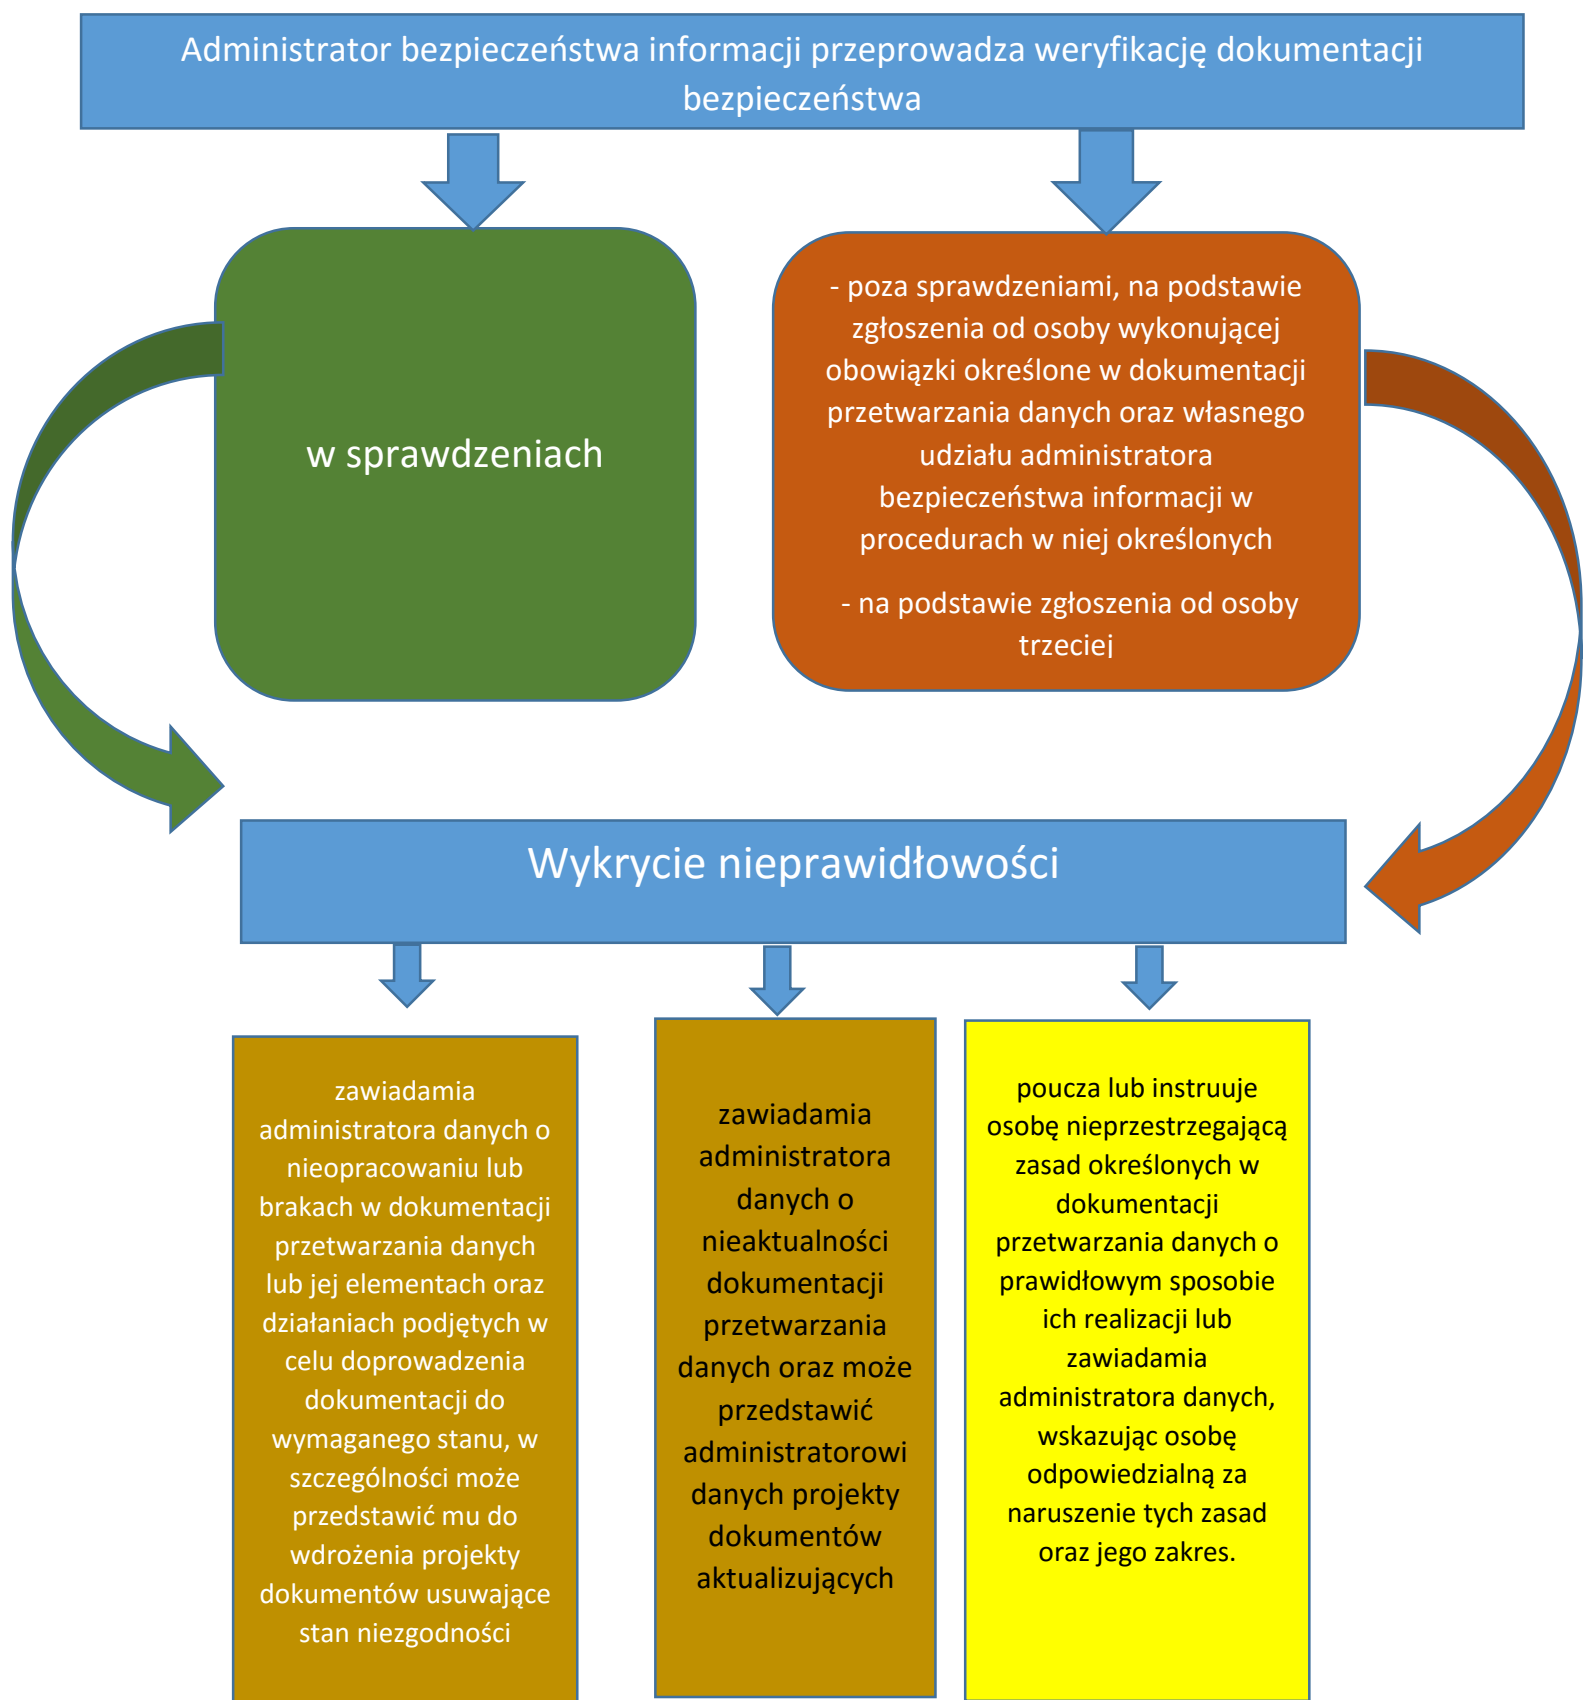 Administrator bezpieczeństwa informacji przeprowadza weryfikację dokumentacji
bezpieczeństwa
w sprawdzeniach
- poza sprawdzeniami, na podstawie
zgłoszenia od osoby wykonującej
obowiązki określone w dokumentacji
przetwarzania danych oraz własnego
udziału administratora
bezpieczeństwa informacji w
procedurach w niej określonych
- na podstawie zgłoszenia od osoby
trzeciej
Wykrycie nieprawidłowości
zawiadamia
administratora danych o
nieopracowaniu lub
brakach w dokumentacji
przetwarzania danych
lub jej elementach oraz
działaniach podjętych w
celu doprowadzenia
dokumentacji do
wymaganego stanu, w
szczególności może
przedstawić mu do
wdrożenia projekty
dokumentów usuwające
stan niezgodności
zawiadamia
administratora
danych o
nieaktualności
dokumentacji
przetwarzania
danych oraz może
przedstawić
administratorowi
danych projekty
dokumentów
aktualizujących
poucza lub instruuje
osobę nieprzestrzegającą
zasad określonych w
dokumentacji
przetwarzania danych o
prawidłowym sposobie
ich realizacji lub
zawiadamia
administratora danych,
wskazując osobę
odpowiedzialną za
naruszenie tych zasad
oraz jego zakres.